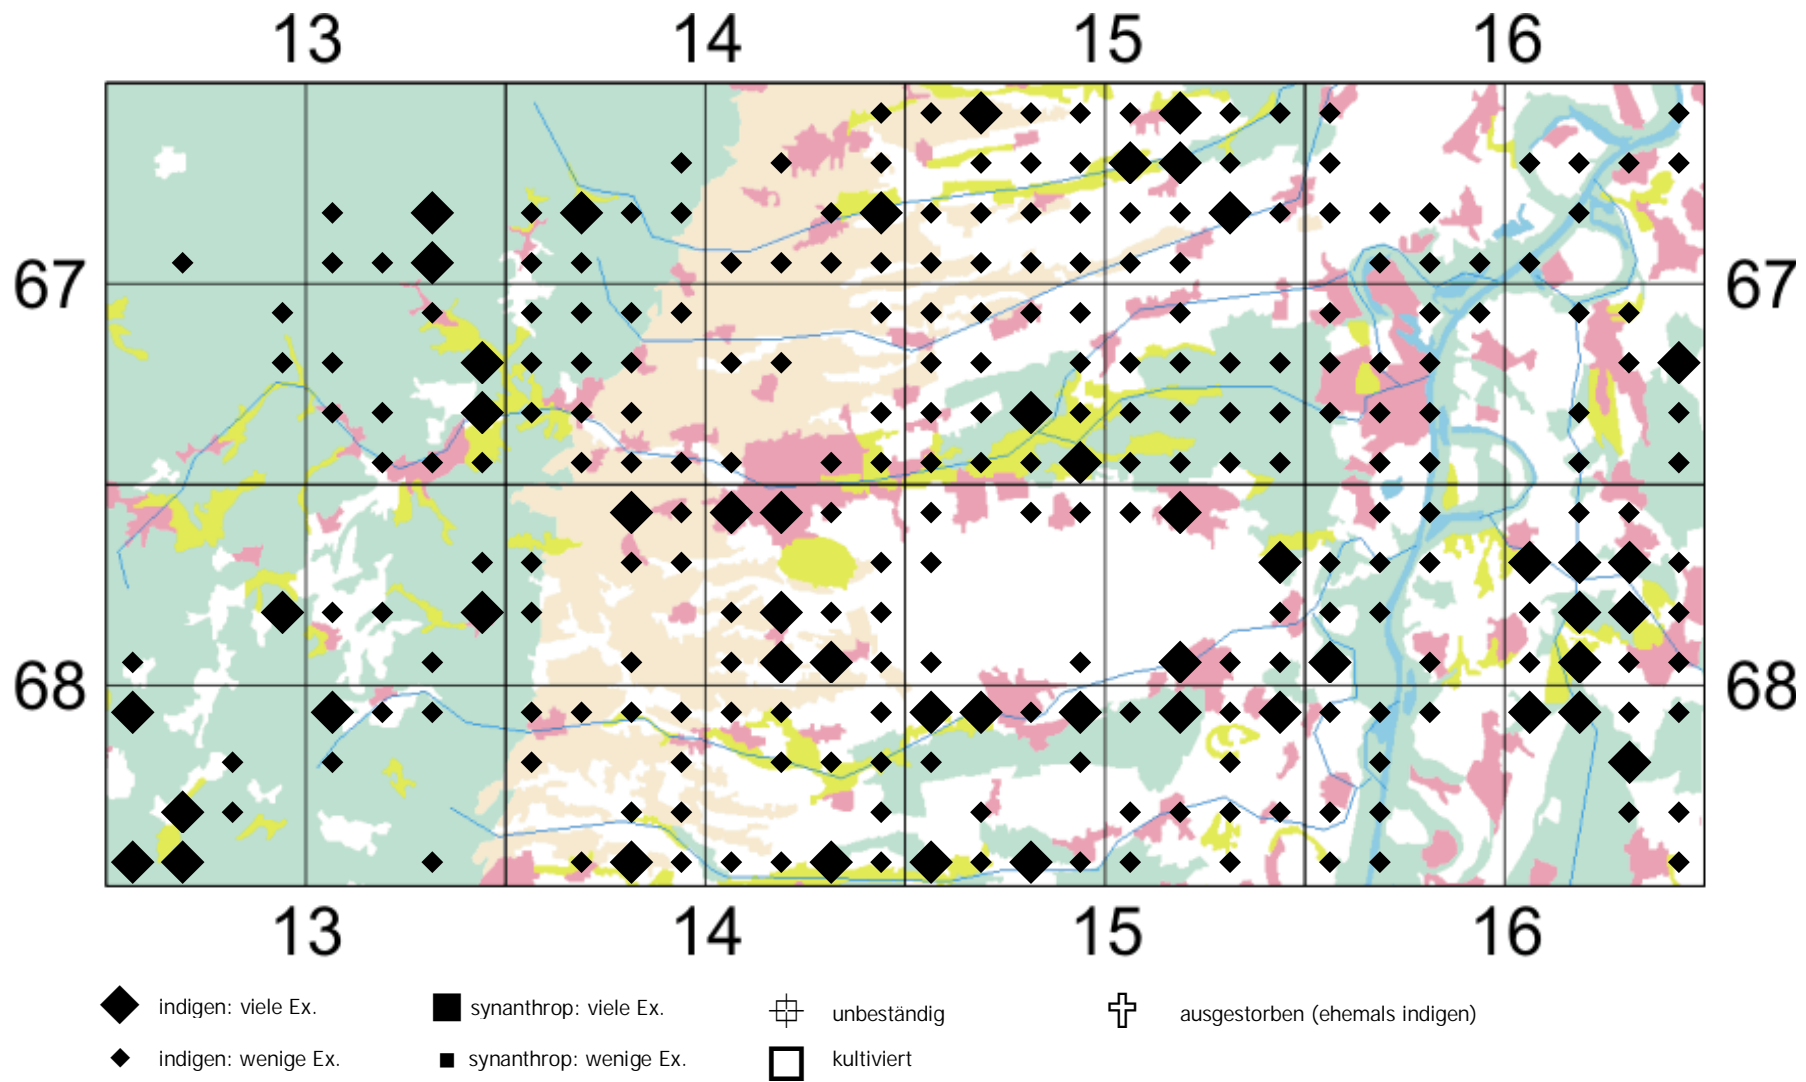 13 14 15 16
67 67
68 68
13 14 15 16
indigen: viele Ex. synanthrop: viele Ex. unbeständig ausgestorben (ehemals indigen)
indigen: wenige Ex. synanthrop: wenige Ex. kultiviert